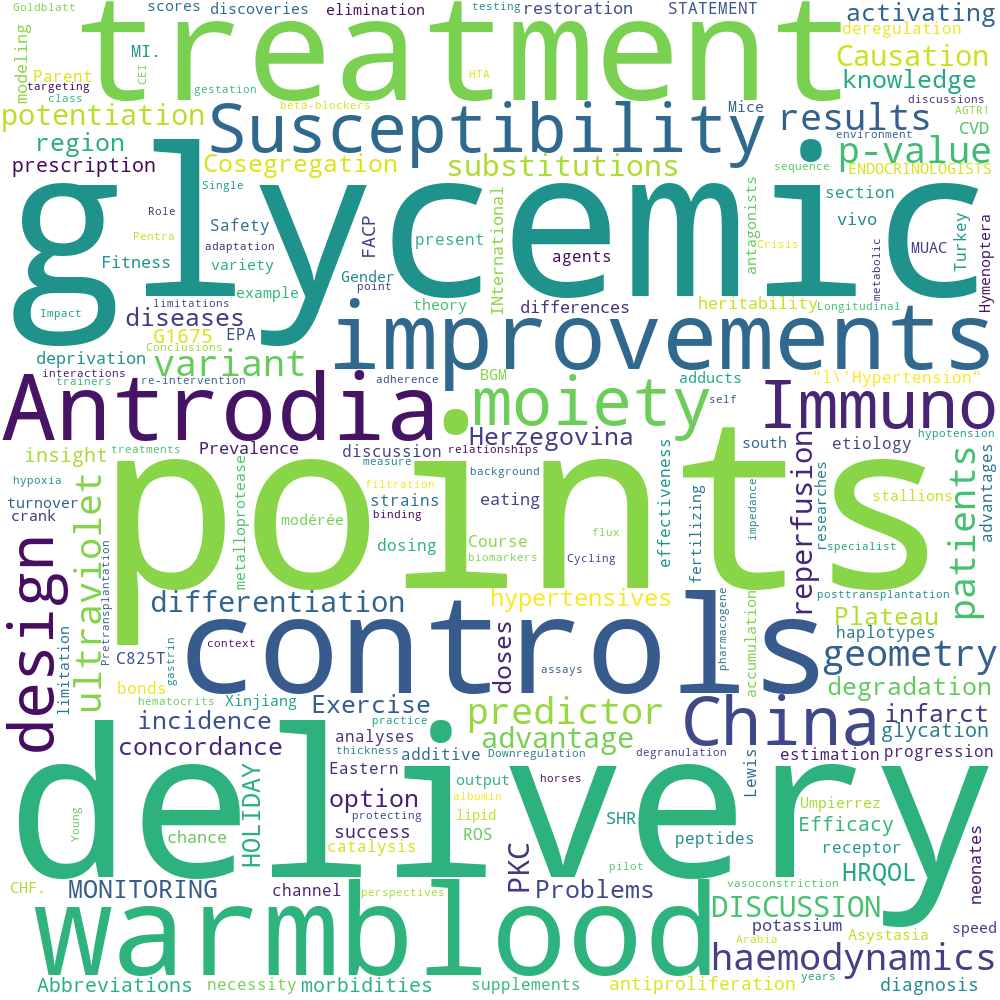 Goldblatt
scores
discoveries
elimination
restoration
STATEMENT
testing
activating
treatment
deregulation
modeling
MI.
CEI
HTA
Causation
Parent
targeting
class
gestation
knowledge
discussions
potentiation
beta-blockers
Mice
results
AGTR1
CVD
Susceptibility
environment
region
p-value
prescription
Cosegregation
substitutions
sequence
ENDOCRINOLOGISTS
glycemic
Single
Role
Safety
FACP
INternational
antagonists
section
vivo
Turkey
Hymenoptera
Pentra
adaptation
present
Crisis
MUAC
metabolic
Fitness
variety
Gender
agents
point
example
limitations
theory
differences
heritability
Longitudinal
Impact
diseases
improvements
G1675
EPA
Conclusions
deprivation
variant
interactions
trainers
re-intervention
adherence
BGM
adducts
"l\'Hypertension"
Antrodia
moiety
self
Immuno
Herzegovina
Prevalence
discussion
relationships
south
etiology
hypotension
treatments
insight
measure
background
points
hypoxia
turnover
crank
ultraviolet
metalloprotease
filtration
strains
eating
effectiveness
fertilizing
impedance
reperfusion
researches
stallions
patients
advantages
modérée
binding
flux
dosing
Course
biomarkers
Cycling
specialist
design
Pretransplantation
differentiation
hypertensives
posttransplantation
pharmacogene
accumulation
Plateau
haplotypes
limitation
controls
C825T
gastrin
context
doses
assays
geometry
bonds
hematocrits
Xinjiang
Exercise
predictor
degradation
incidence
practice
China
infarct
analyses
advantage
glycation
concordance
thickness
additive
Downregulation
degranulation
Lewis
estimation
progression
delivery
Eastern
output
horses
HOLIDAY
option
albumin
protecting
lipid
Umpierrez
Young
chance
success
ROS
SHR
peptides
Efficacy
catalysis
receptor
neonates
CHF.
MONITORING
channel
perspectives
PKC
Problems
pilot
vasoconstriction
HRQOL
warmblood
DISCUSSION
potassium
speed
Arabia
Asystasia
haemodynamics
Abbreviations
necessity
morbidities
supplements
antiproliferation
years
diagnosis